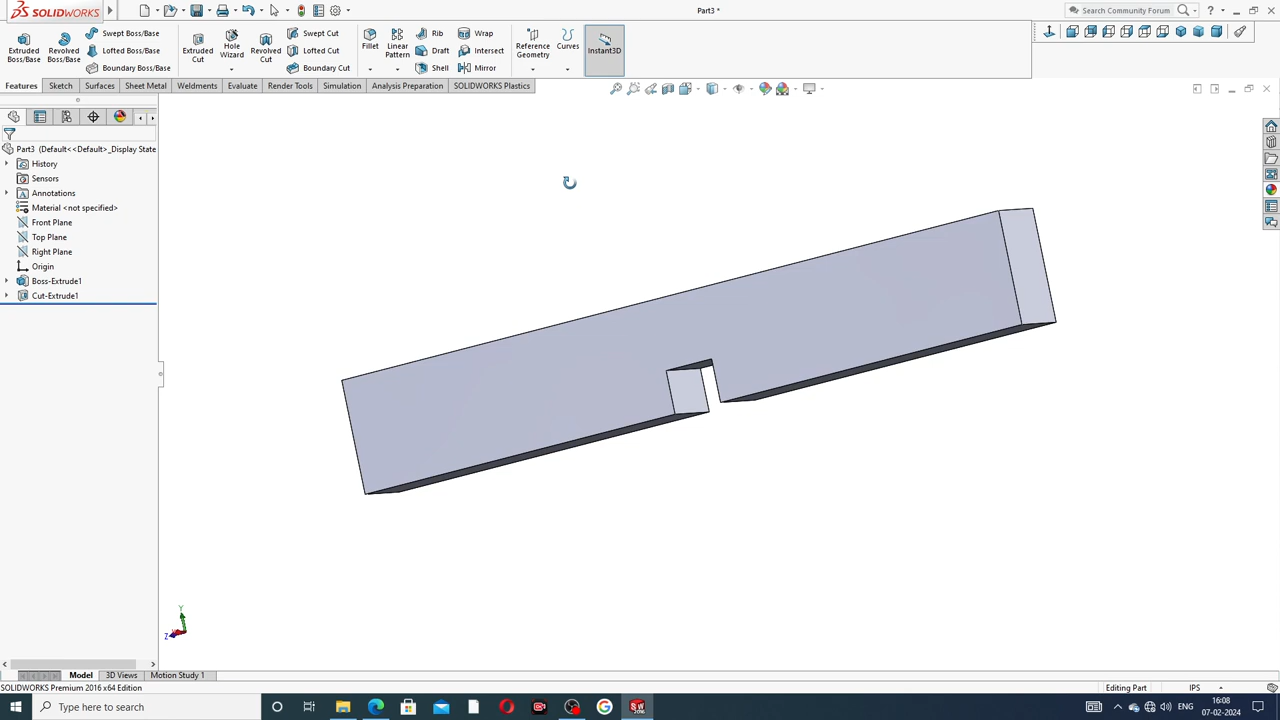 SOLIDWORKS
Part3 *
Search Community Forum
Extruded Boss/Base
Revolved Boss/Base
Swept Boss/Base
Lofted Boss/Base
Boundary Boss/Base
Extruded Cut
Hole Wizard
Revolved Cut
Swept Cut
Lofted Cut
Boundary Cut
Fillet
Linear Pattern
Rib
Draft
Shell
Wrap
Intersect
Mirror
Reference Geometry
Curves
Instant3D
Features
Sketch
Surfaces
Sheet Metal
Weldments
Evaluate
Render Tools
Simulation
Analysis Preparation
SOLIDWORKS Plastics
Part3 (Default<<Default>_Display State
History
Sensors
Annotations
Material <not specified>
Front Plane
Top Plane
Right Plane
Origin
Boss-Extrude1
Cut-Extrude1
Y
Z
Model
3D Views
Motion Study 1
SOLIDWORKS Premium 2016 x64 Edition
Editing Part
IPS
Type here to search
ENG
16:08
07-02-2024